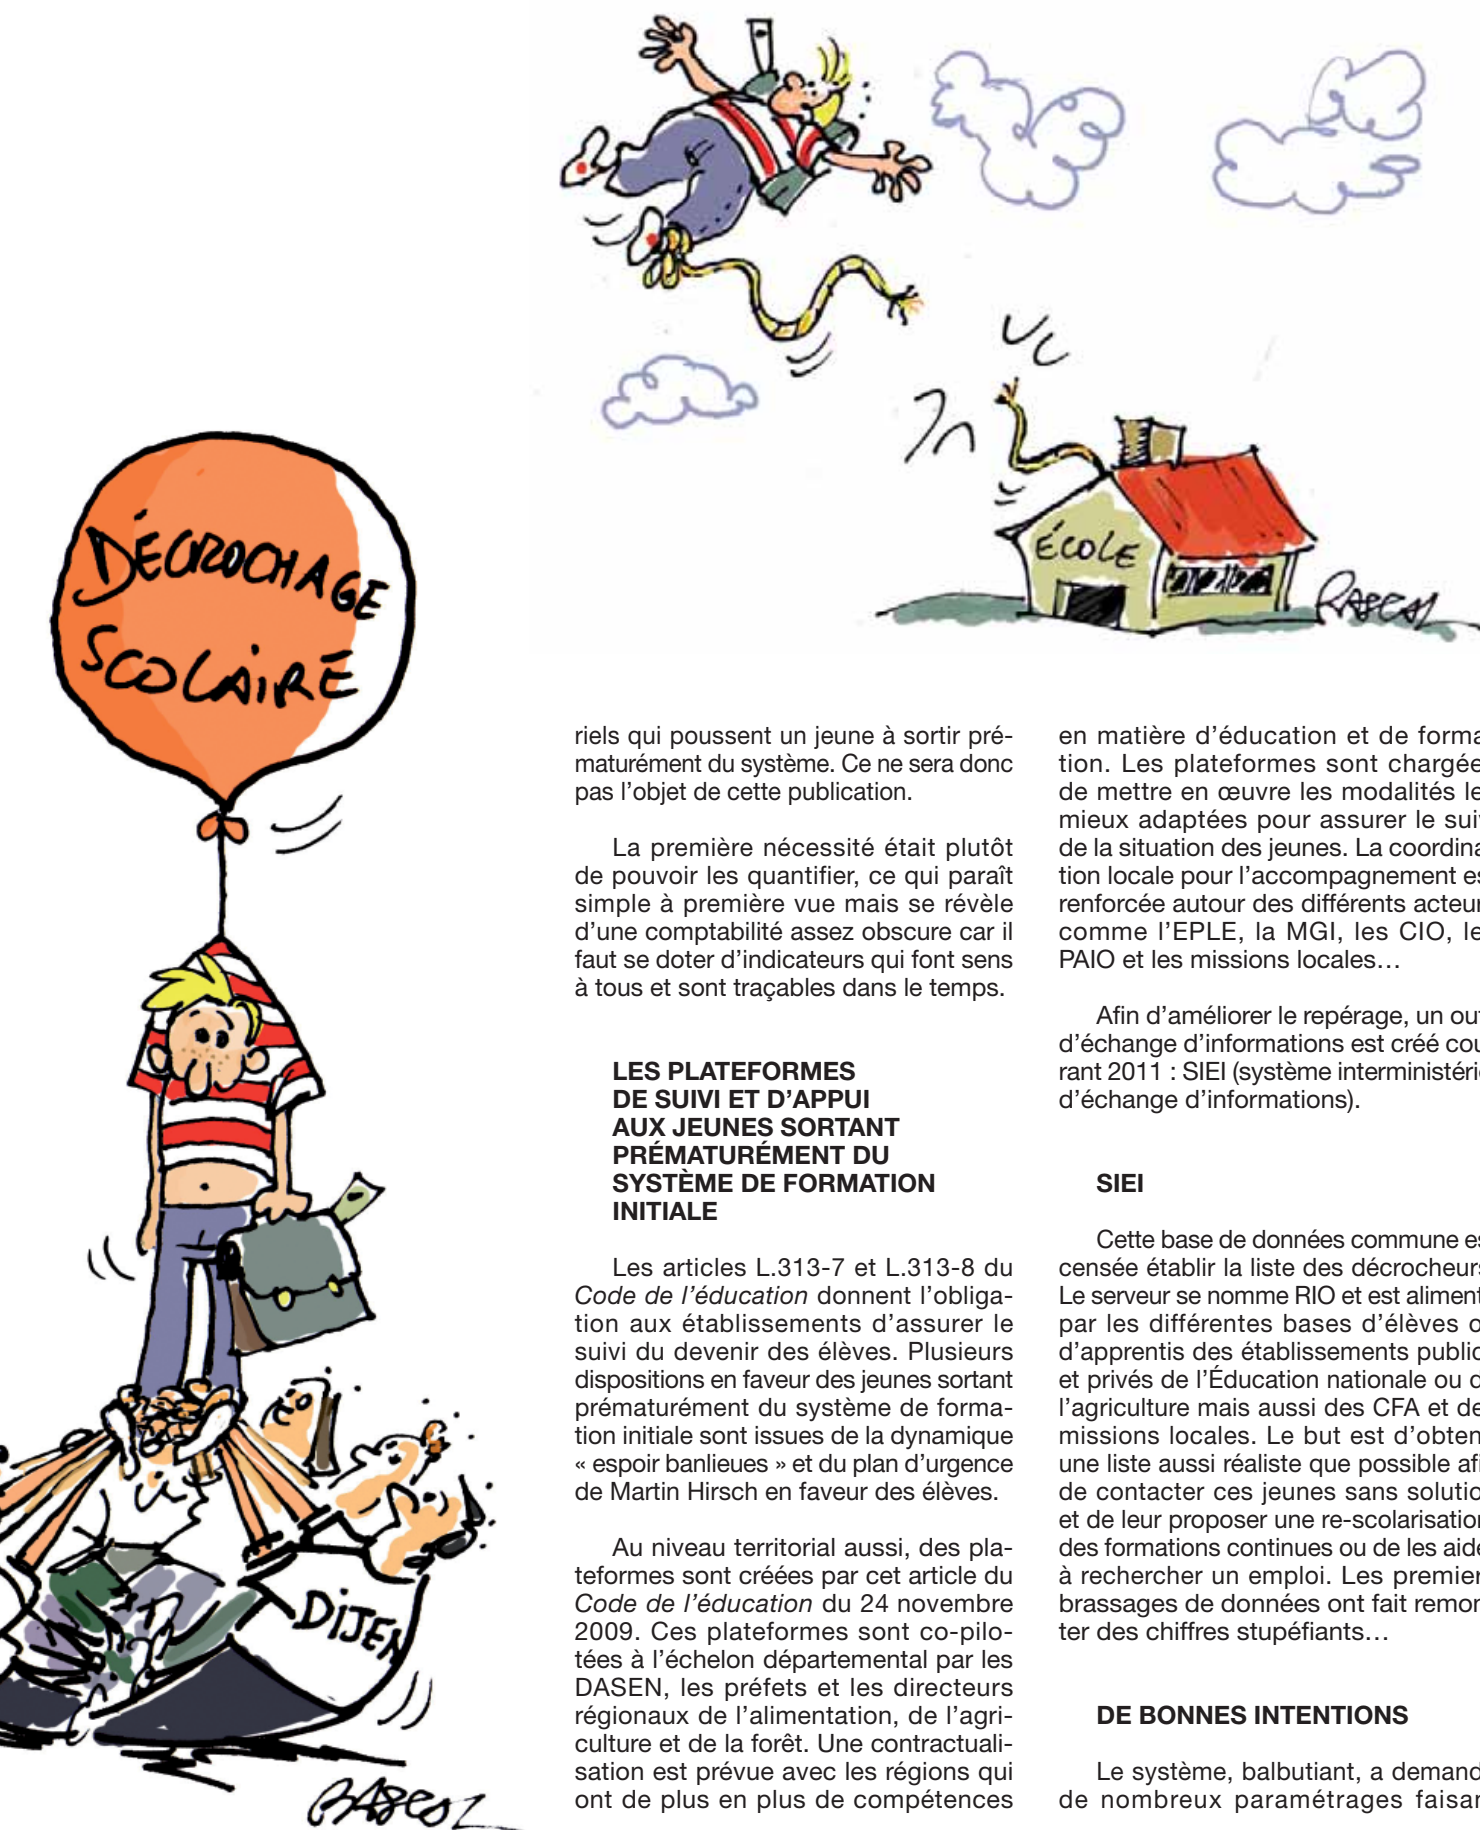 ÉCOLE
DÉCROCHAGE
SCOLAIRE
DIJEN
riels qui poussent un jeune à sortir pré-
maturément du système. Ce ne sera donc
pas l'objet de cette publication.
La première nécessité était plutôt
de pouvoir les quantifier, ce qui paraît
simple à première vue mais se révèle
d'une comptabilité assez obscure car il
faut se doter d'indicateurs qui font sens
à tous et sont traçables dans le temps.
LES PLATEFORMES
DE SUIVI ET D'APPUI
AUX JEUNES SORTANT
PRÉMATURÉMENT DU
SYSTÈME DE FORMATION
INITIALE
Les articles L.313-7 et L.313-8 du
Code de l'éducation donnent l'obliga-
tion aux établissements d'assurer le
suivi du devenir des élèves. Plusieurs
dispositions en faveur des jeunes sortant
prématurément du système de forma-
tion initiale sont issues de la dynamique
« espoir banlieues » et du plan d'urgence
de Martin Hirsch en faveur des élèves.
Au niveau territorial aussi, des pla-
teformes sont créées par cet article du
Code de l'éducation du 24 novembre
2009. Ces plateformes sont co-pilo-
tées à l'échelon départemental par les
DASEN, les préfets et les directeurs
régionaux de l'alimentation, de l'agri-
culture et de la forêt. Une contractuali-
sation est prévue avec les régions qui
ont de plus en plus de compétences
en matière d'éducation et de forma
tion. Les plateformes sont chargée
de mettre en œuvre les modalités le
mieux adaptées pour assurer le suiv
de la situation des jeunes. La coordina
tion locale pour l'accompagnement es
renforcée autour des différents acteur
comme l'EPLE, la MGI, les CIO, le
PAIO et les missions locales…
Afin d'améliorer le repérage, un out
d'échange d'informations est créé cou
rant 2011 : SIEI (système interministérie
d'échange d'informations).
SIEI
Cette base de données commune es
censée établir la liste des décrocheurs
Le serveur se nomme RIO et est aliment
par les différentes bases d'élèves o
d'apprentis des établissements public
et privés de l'Éducation nationale ou d
l'agriculture mais aussi des CFA et de
missions locales. Le but est d'obten
une liste aussi réaliste que possible afi
de contacter ces jeunes sans solutio
et de leur proposer une re-scolarisation
des formations continues ou de les aide
à rechercher un emploi. Les premier
brassages de données ont fait remon
ter des chiffres stupéfiants…
DE BONNES INTENTIONS
Le système, balbutiant, a demand
de nombreux paramétrages faisan